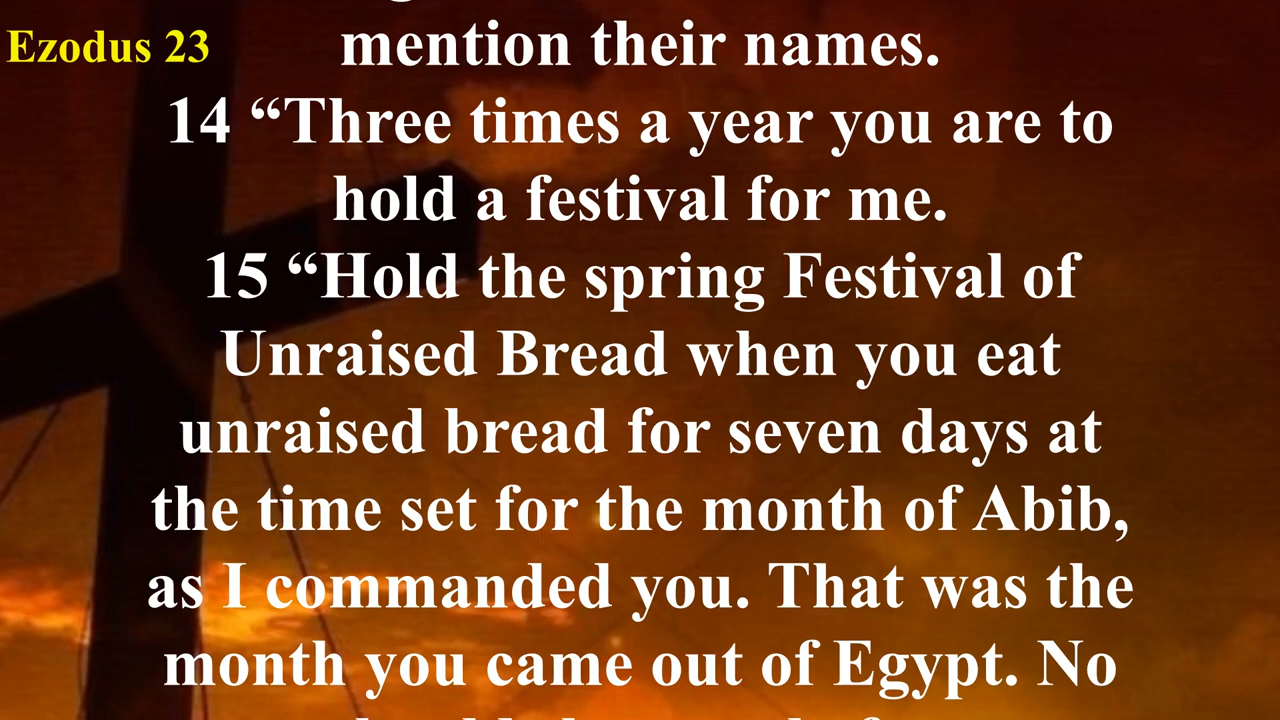 Ezodus 23
mention their names.
14 “Three times a year you are to
hold a festival for me.
15 “Hold the spring Festival of
Unraised Bread when you eat
unraised bread for seven days at
the time set for the month of Abib,
as I commanded you. That was the
month you came out of Egypt. No